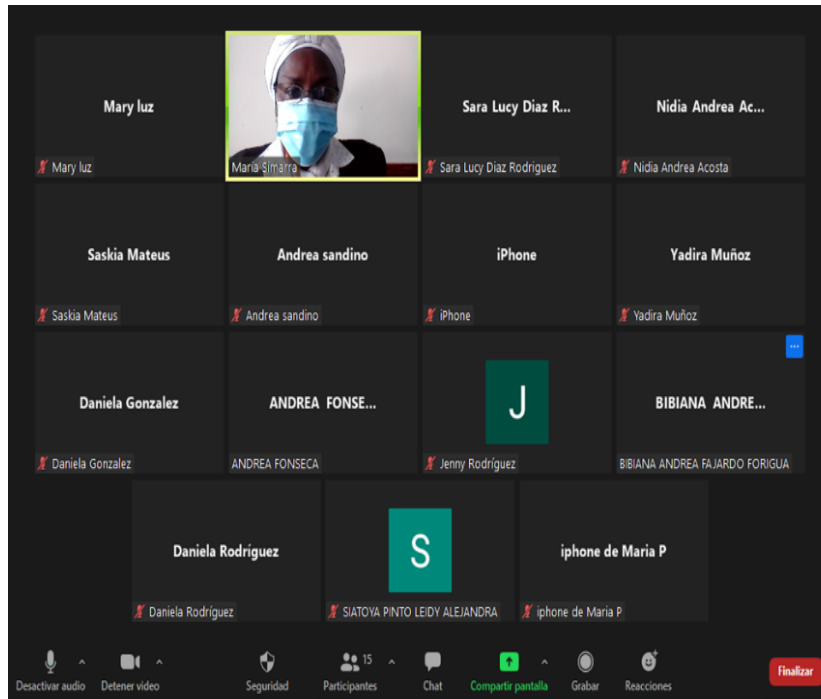 Mary luz
Sara Lucy Diaz R...
Nidia Andrea Ac...
Mary luz
María Simarra
Sara Lucy Diaz Rodriguez
Nidia Andrea Acosta
Saskia Mateus
Andrea sandino
iPhone
Yadira Muñoz
Saskia Mateus
Andrea sandino
iPhone
Yadira Muñoz
...
Daniela Gonzalez
ANDREA FONSE...
J
BIBIANA ANDRE...
Daniela Gonzalez
ANDREA FONSECA
Jenny Rodríguez
BIBIANA ANDREA FAJARDO FORIGUA
Daniela Rodríguez
S
iphone de Maria P
Daniela Rodríguez
SIATOYA PINTO LEIDY ALEJANDRA
iphone de Maria P
15
Desactivar audio
Detener video
Seguridad
Participantes
Chat
Compartir pantalla
Grabar
Reacciones
Finalizar